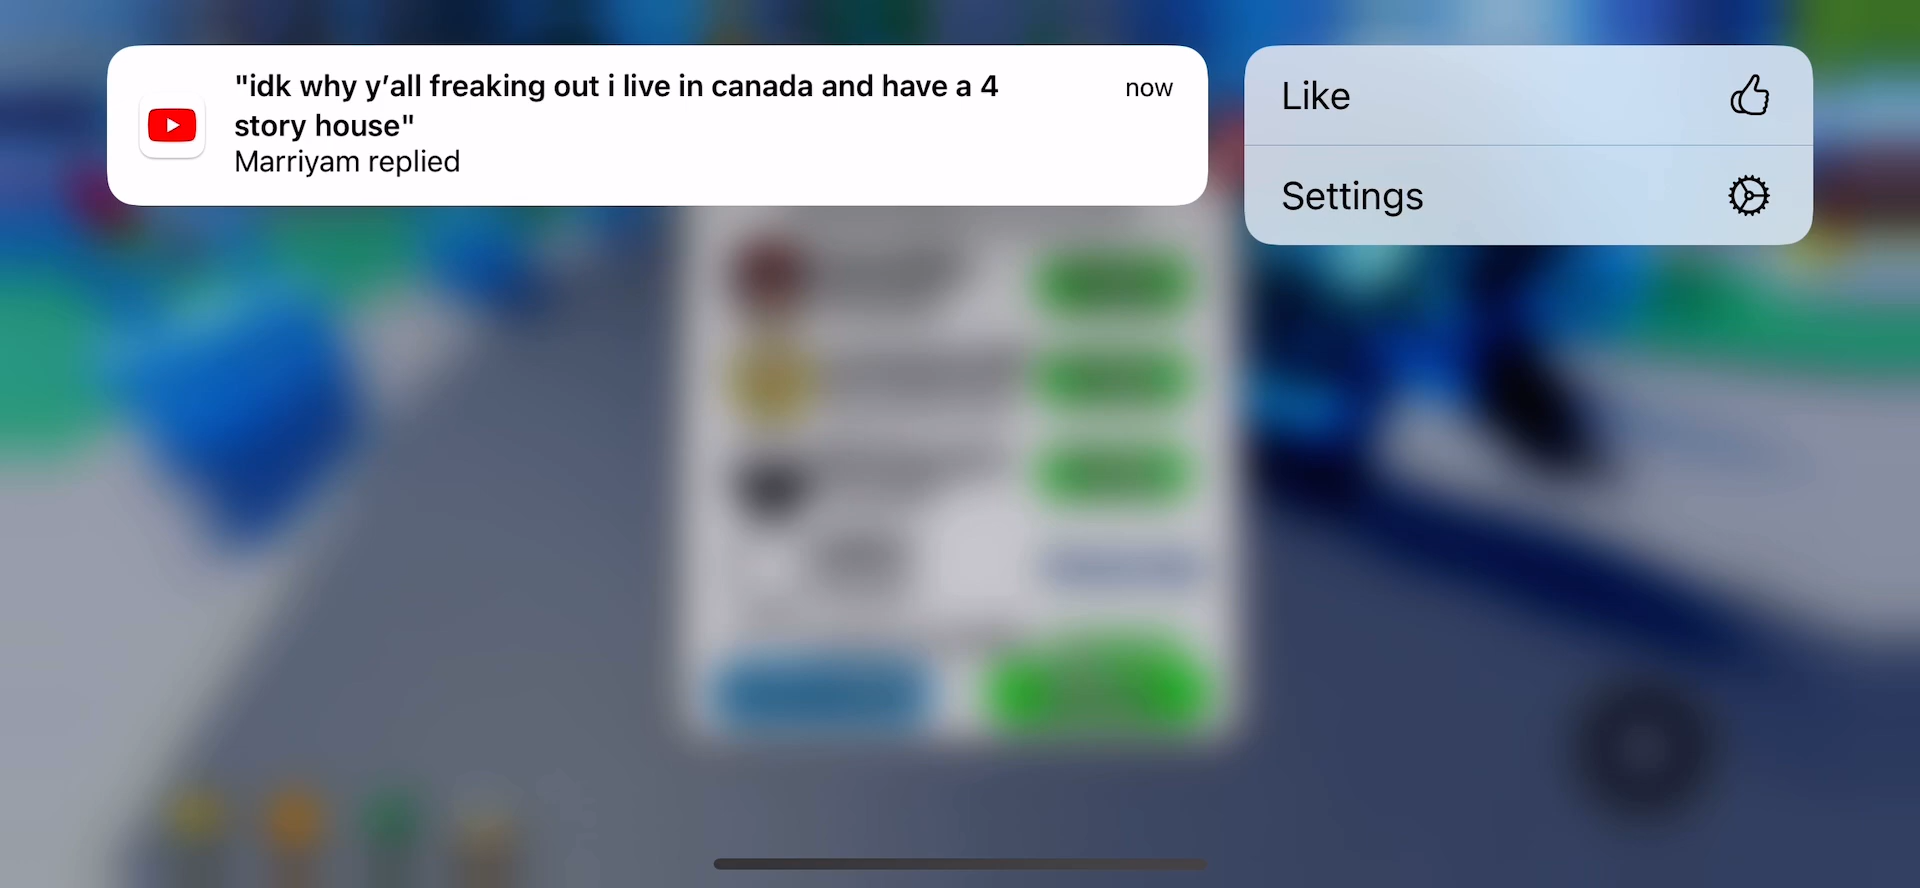 "idk why y’all freaking out i live in canada and have a 4
story house"
Marriyam replied
now
Like
Settings